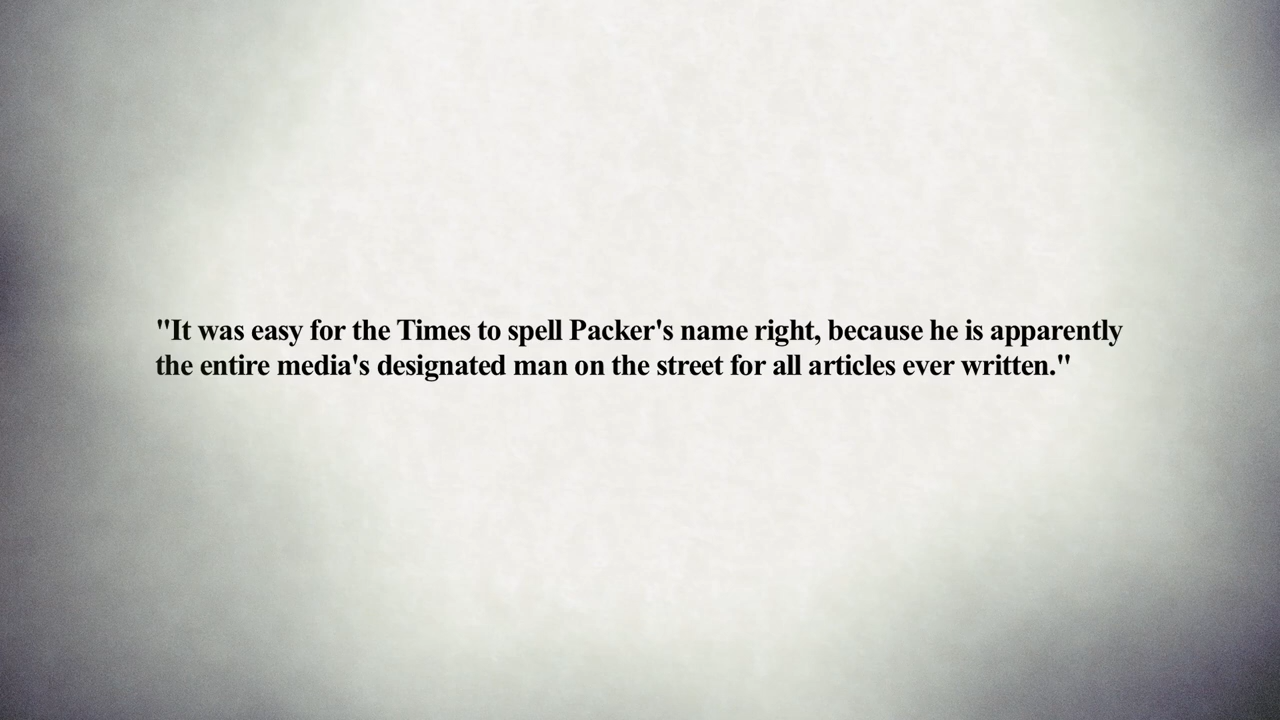 "It was easy for the Times to spell Packer's name right, because he is apparently
the entire media's designated man on the street for all articles ever written."